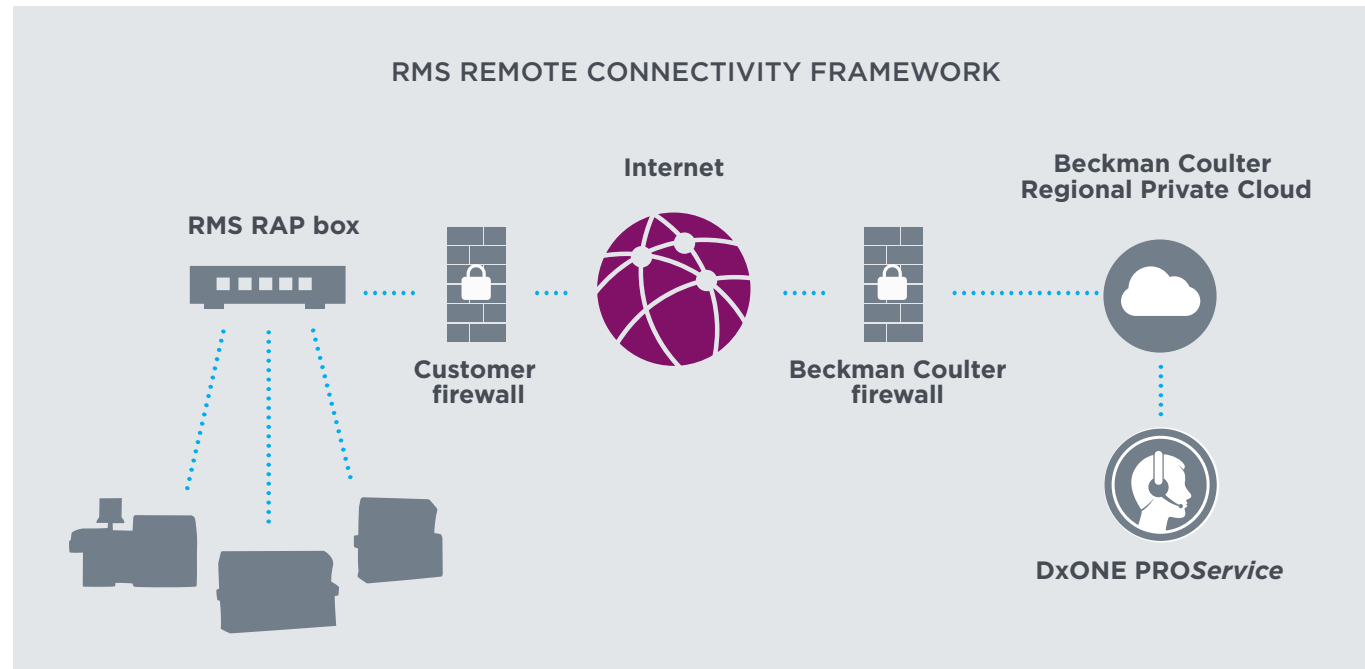 RMS REMOTE CONNECTIVITY FRAMEWORK
RMS RAP box
Customer
firewall
Internet
Beckman Coulter
firewall
Beckman Coulter
Regional Private Cloud
DxONE PROService